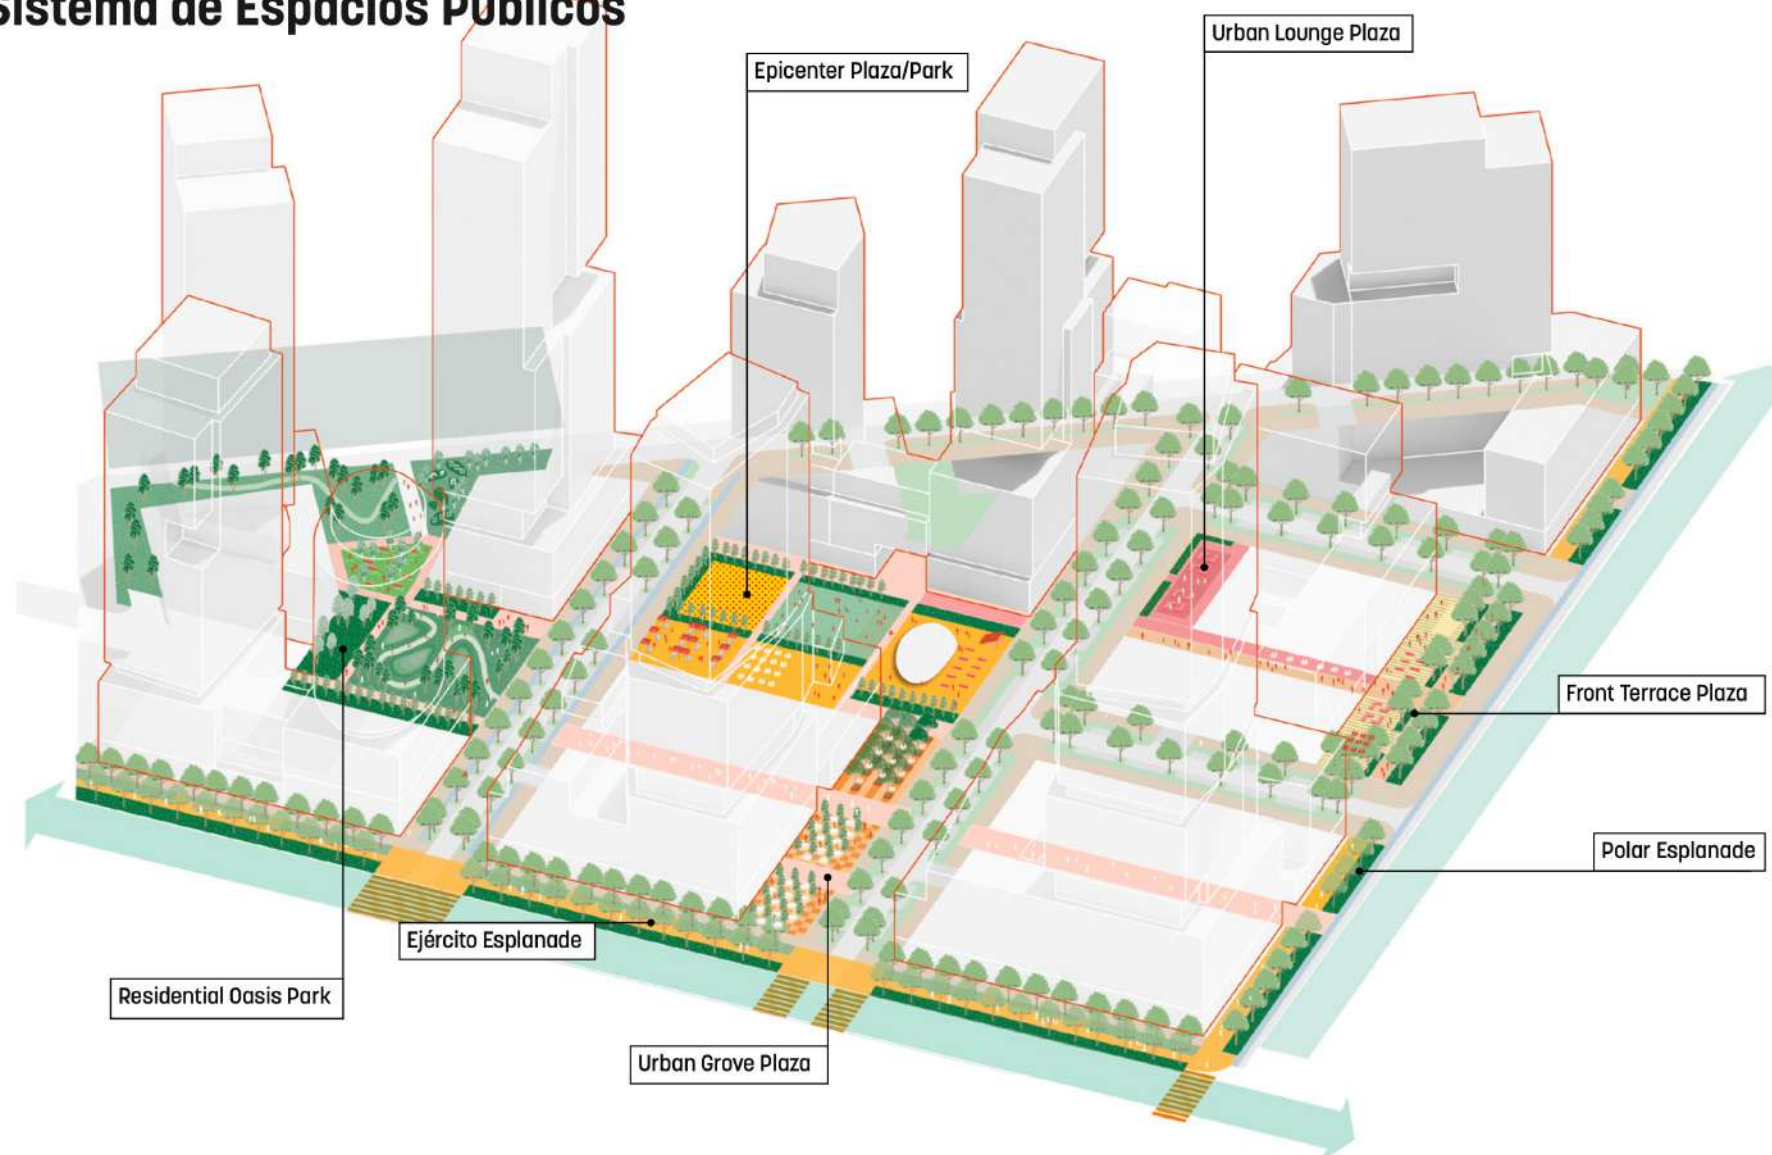 Sistema de Espacios Públicos
Urban Lounge Plaza
Epicenter Plaza/Park
Front Terrace Plaza
Polar Esplanade
Ejército Esplanade
Residential Oasis Park
Urban Grove Plaza